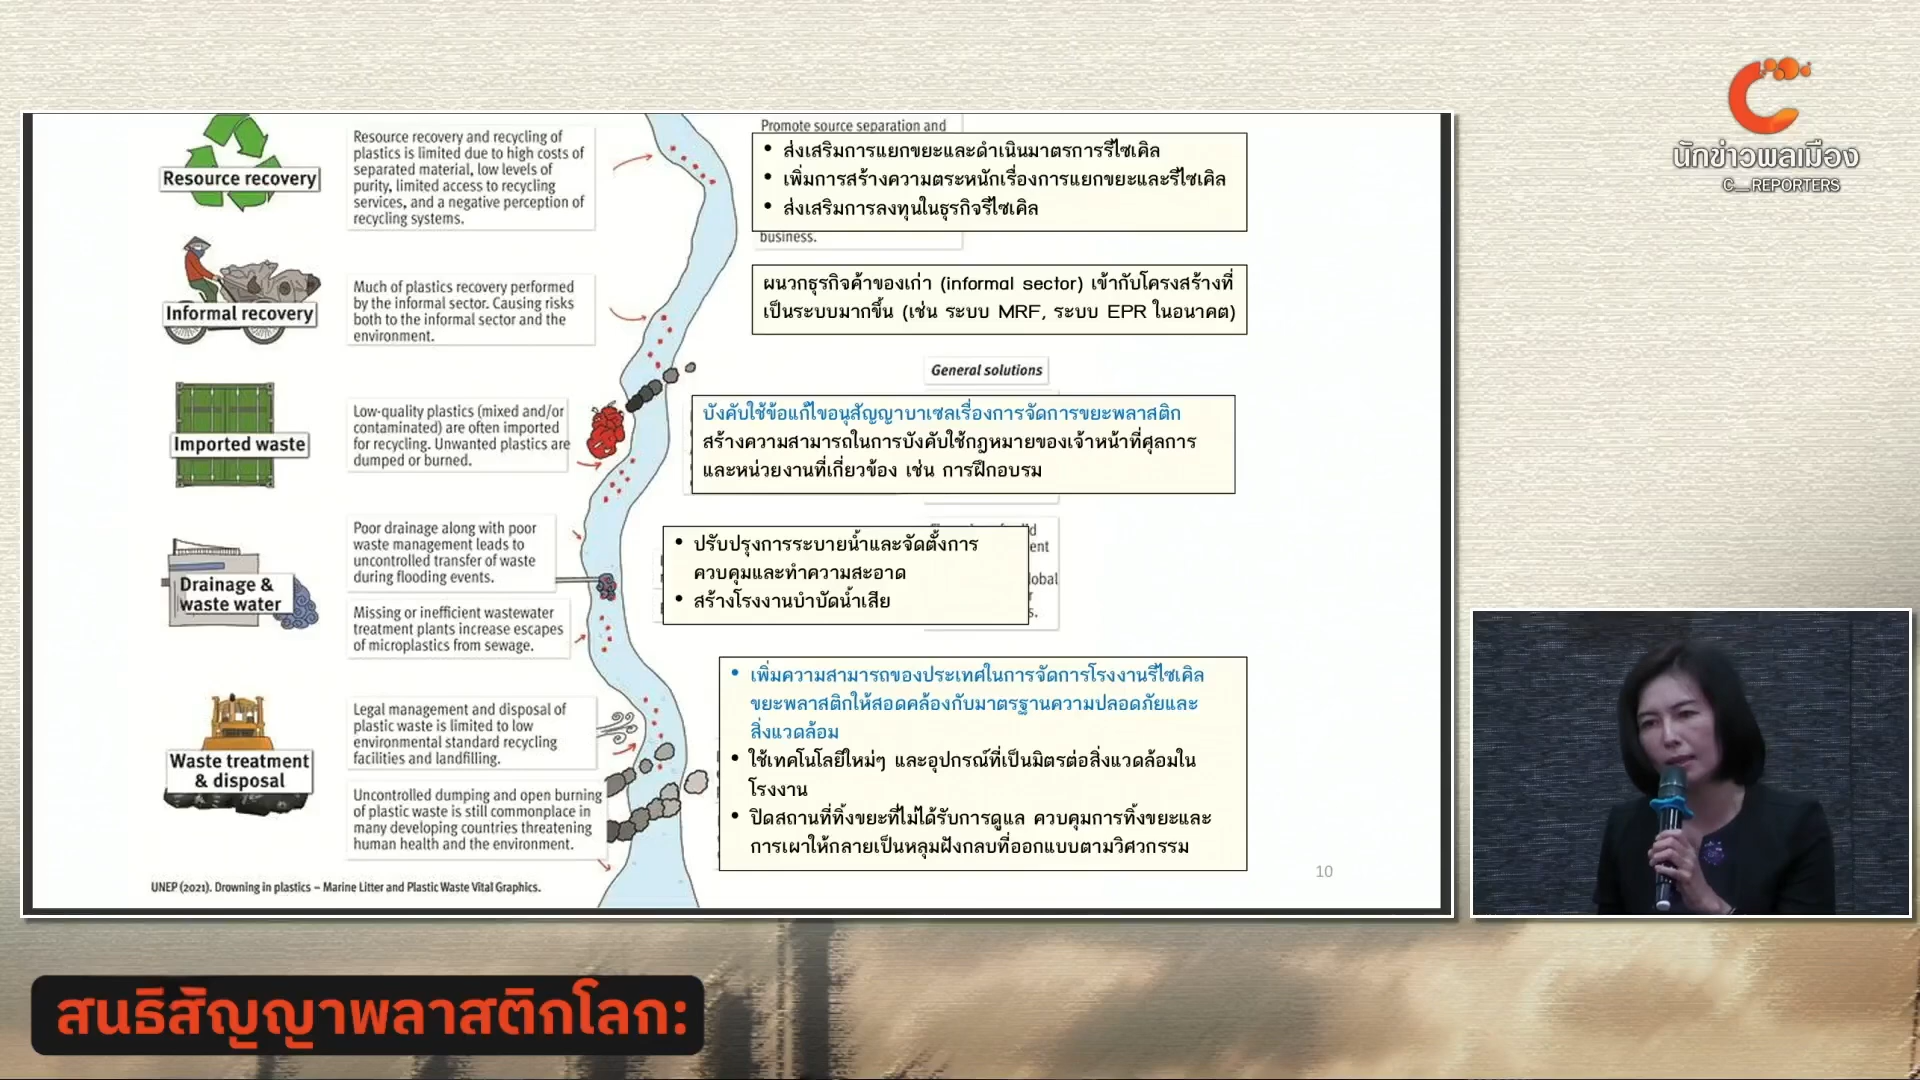 นักข่าวพลเมือง
C_REPORTERS
Resource recovery
Resource recovery and recycling of
plastics is limited due to high costs of
separated material, low levels of
purity, limited access to recycling
services, and a negative perception of
recycling systems.
Promote source separation and
• ส่งเสริมการแยกขยะและดำเนินมาตรการรีไซเคิล
• เพิ่มการสร้างความตระหนักเรื่องการแยกขยะและรีไซเคิล
• ส่งเสริมการลงทุนในธุรกิจรีไซเคิล
business.
Informal recovery
Much of plastics recovery performed
by the informal sector. Causing risks
both to the informal sector and the
environment.
ผนวกธุรกิจค้าของเก่า (informal sector) เข้ากับโครงสร้างที่
เป็นระบบมากขึ้น (เช่น ระบบ MRF, ระบบ EPR ในอนาคต)
General solutions
Imported waste
Low-quality plastics (mixed and/or
contaminated) are often imported
for recycling. Unwanted plastics are
dumped or burned.
บังคับใช้ข้อแก้ไขอนุสัญญาบาเซลเรื่องการจัดการขยะพลาสติก
สร้างความสามารถในการบังคับใช้กฎหมายของเจ้าหน้าที่ศุลการ
และหน่วยงานที่เกี่ยวข้อง เช่น การฝึกอบรม
Drainage &
waste water
Poor drainage along with poor
waste management leads to
uncontrolled transfer of waste
during flooding events.
Missing or inefficient wastewater
treatment plants increase escapes
of microplastics from sewage.
• ปรับปรุงการระบายน้ำและจัดตั้งการ
ควบคุมและทำความสะอาด
• สร้างโรงงานบำบัดน้ำเสีย
Waste treatment
& disposal
Legal management and disposal of
plastic waste is limited to low
environmental standard recycling
facilities and landfilling.
Uncontrolled dumping and open burning
of plastic waste is still commonplace in
many developing countries threatening
human health and the environment.
• เพิ่มความสามารถของประเทศในการจัดการโรงงานรีไซเคิล
ขยะพลาสติกให้สอดคล้องกับมาตรฐานความปลอดภัยและ
สิ่งแวดล้อม
• ใช้เทคโนโลยีใหม่ๆ และอุปกรณ์ที่เป็นมิตรต่อสิ่งแวดล้อมใน
โรงงาน
• ปิดสถานที่ทิ้งขยะที่ไม่ได้รับการดูแล ควบคุมการทิ้งขยะและ
การเผาให้กลายเป็นหลุมฝังกลบที่ออกแบบตามวิศวกรรม
UNEP (2021). Drowning in plastics – Marine Litter and Plastic Waste Vital Graphics.
10
สนธิสัญญาพลาสติกโลก: